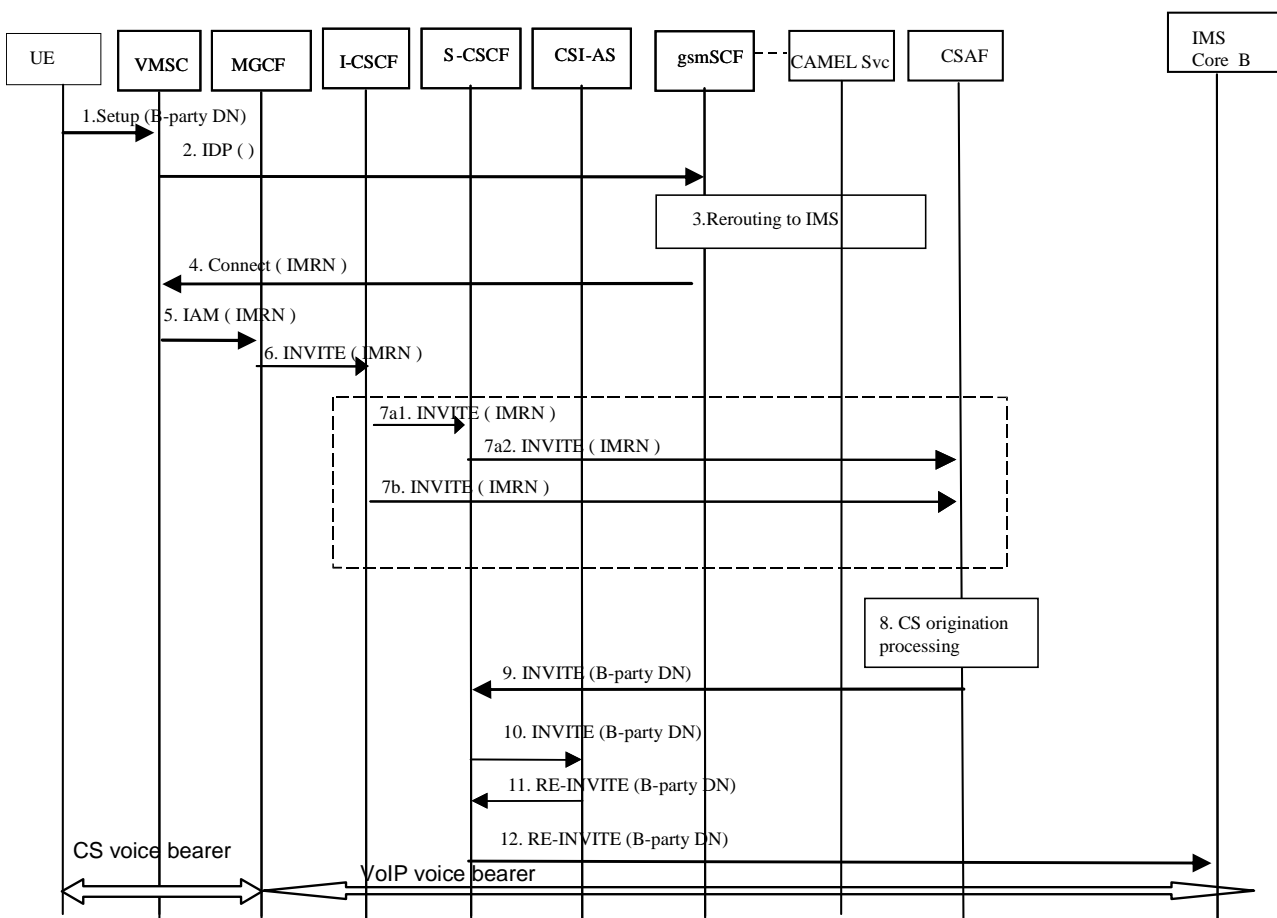 UE
VMSC
MGCF
I-CSCF
S-CSCF
CSI-AS
gsmSCF
CAMEL Svc
CSAF
IMS
Core B
1.Setup (B-party DN)
2. IDP ( )
3.Rerouting to IMS
4. Connect ( IMRN )
5. IAM ( IMRN )
6. INVITE ( IMRN )
7a1. INVITE ( IMRN )
7a2. INVITE ( IMRN )
7b. INVITE ( IMRN )
8. CS origination
processing
9. INVITE (B-party DN)
10. INVITE (B-party DN)
11. RE-INVITE (B-party DN)
12. RE-INVITE (B-party DN)
CS voice bearer
VoIP voice bearer